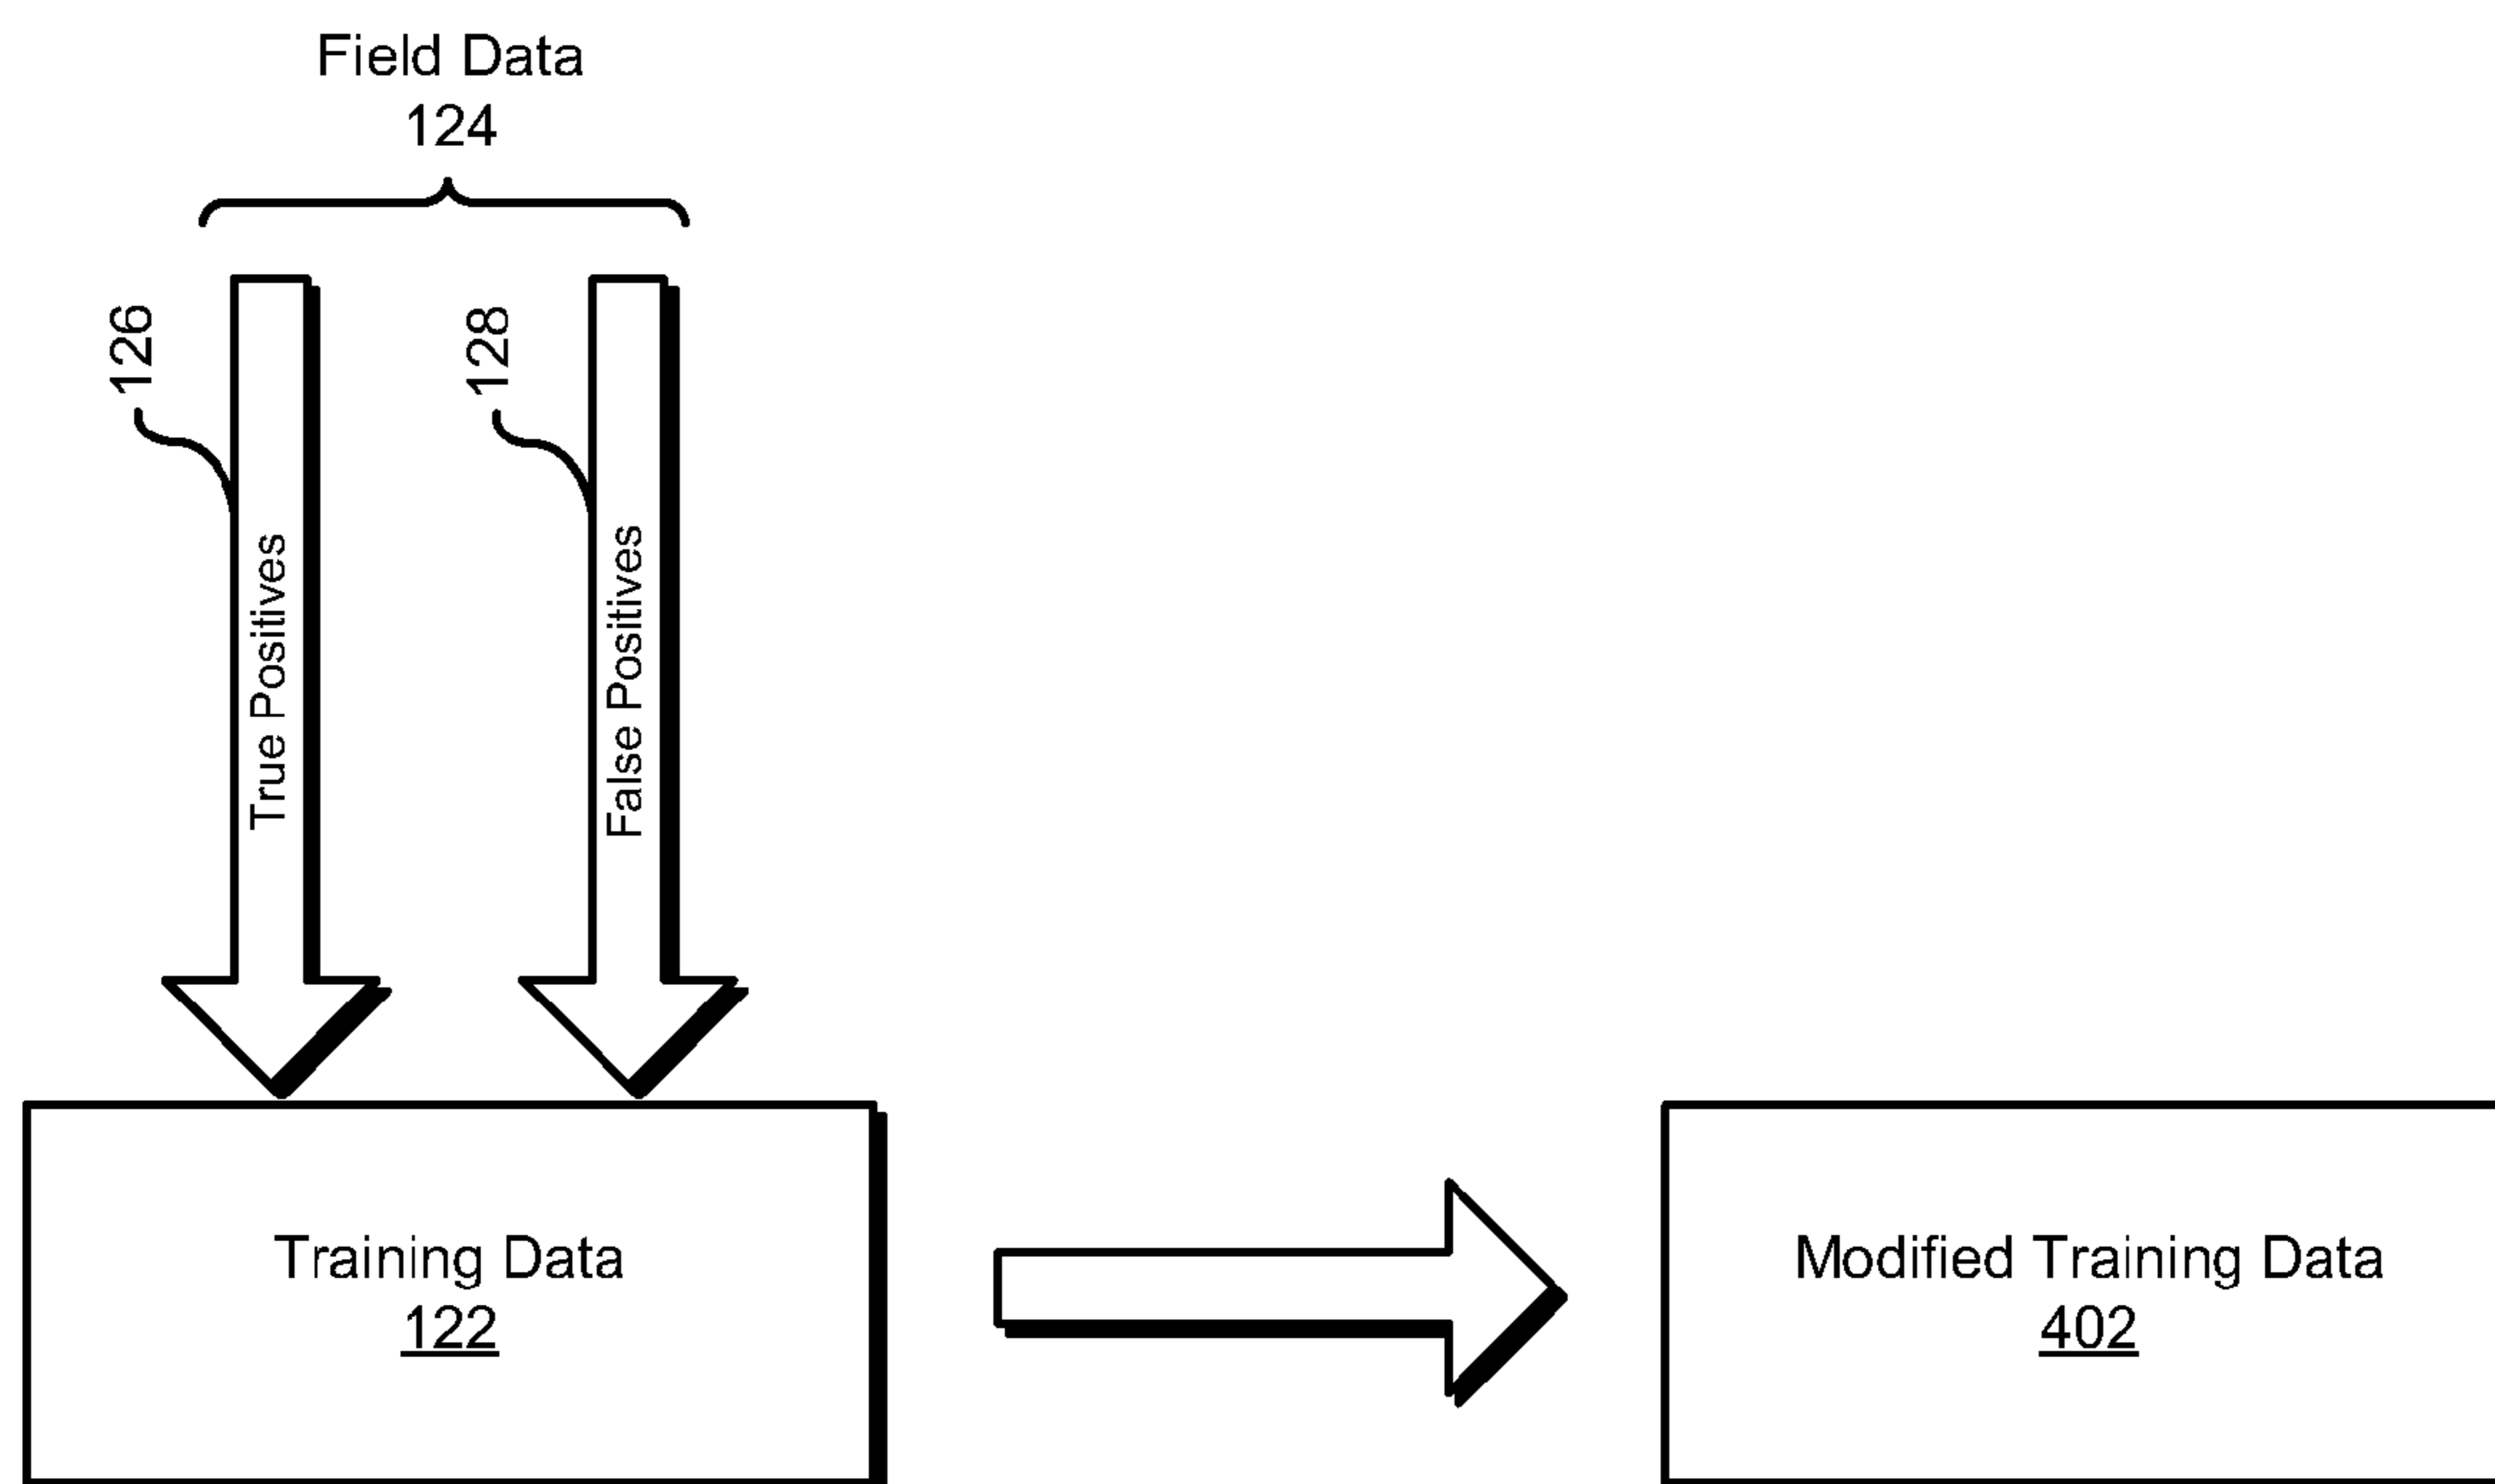 Field Data
124
126
128
True Positives
False Positives
Training Data
122
Modified Training Data
402